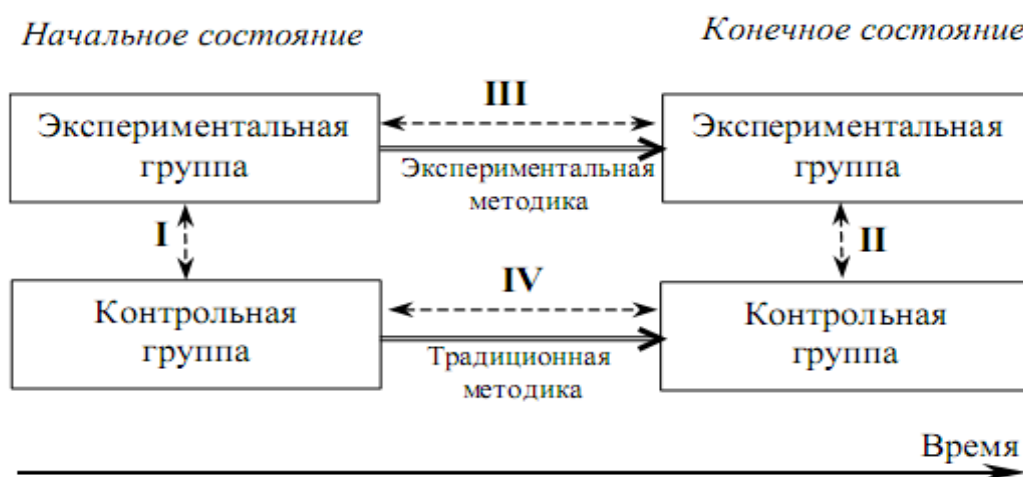 Начальное состояние
Конечное состояние
Экспериментальная
группа
III
Экспериментальная
методика
Экспериментальная
группа
I
II
Контрольная
группа
IV
Традиционная
методика
Контрольная
группа
Время